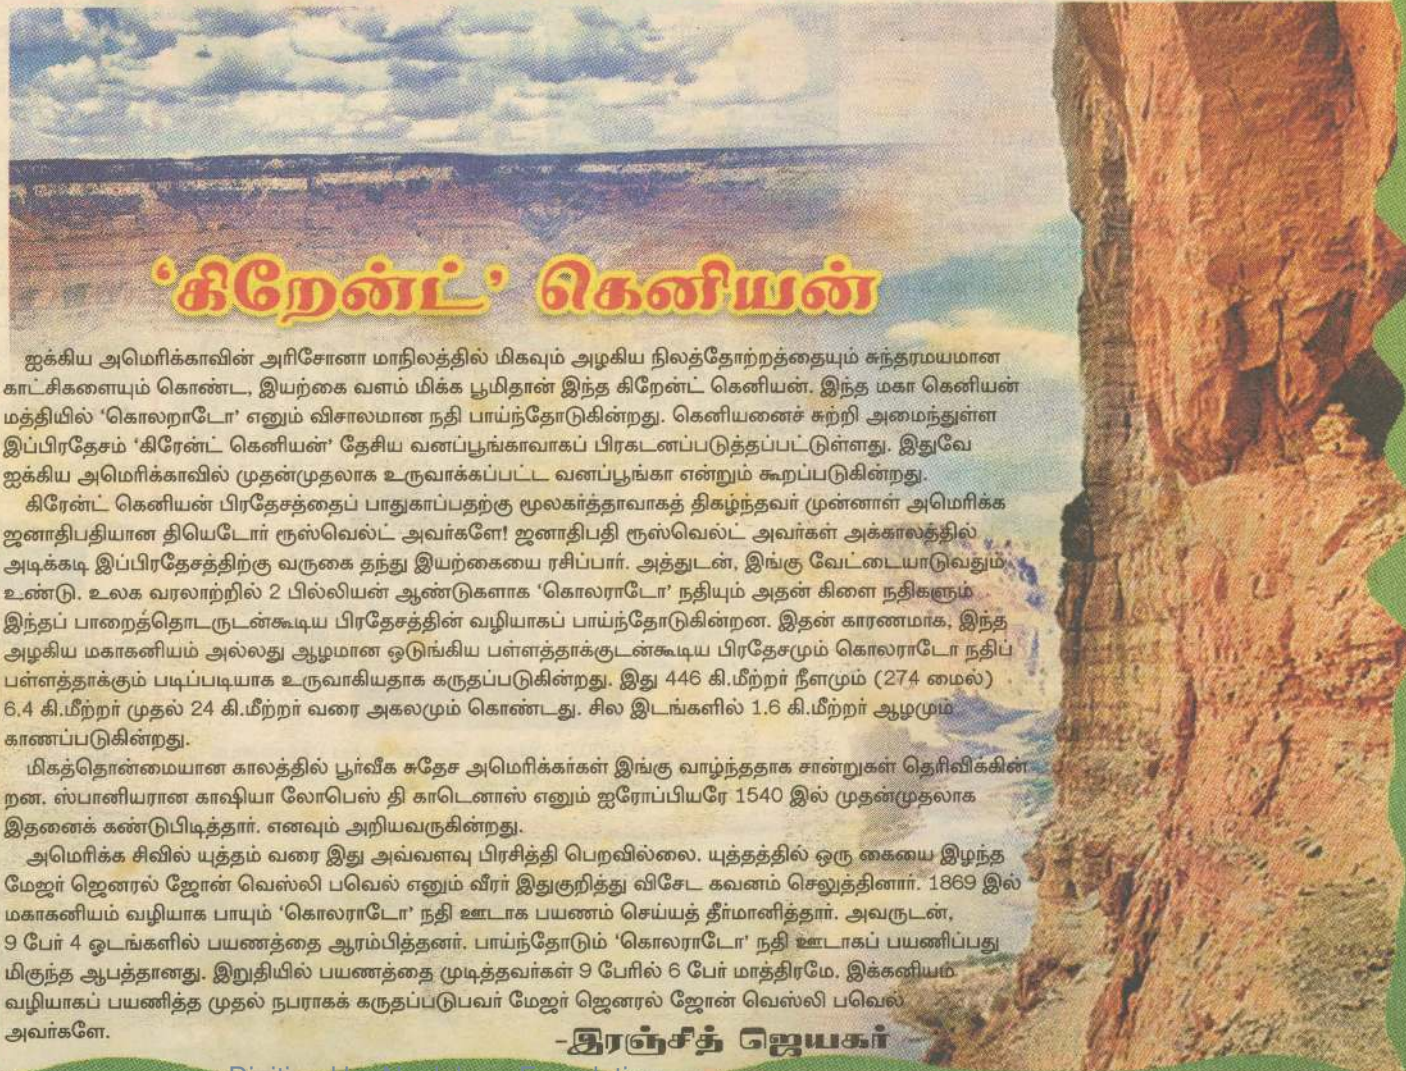 ‘கிறேன்ட்’ கெனியன்
ஐக்கிய அமெரிக்காவின் அரிசோனா மாநிலத்தில் மிகவும் அழகிய நிலத்தோற்றத்தையும் சுந்தரமயமான
காட்சிகளையும் கொண்ட, இயற்கை வளம் மிக்க பூமிதான் இந்த கிறேன்ட் கெனியன். இந்த மகா கெனியன்
மத்தியில் ‘கொலறாடோ’ எனும் விசாலமான நதி பாய்ந்தோடுகின்றது. கெனியனைச் சுற்றி அமைந்துள்ள
இப்பிரதேசம் ‘கிரேன்ட் கெனியன்’ தேசிய வனப்பூங்காவாகப் பிரகடனப்படுத்தப்பட்டுள்ளது. இதுவே
ஐக்கிய அமெரிக்காவில் முதன்முதலாக உருவாக்கப்பட்ட வனப்பூங்கா என்றும் கூறப்படுகின்றது.
கிரேன்ட் கெனியன் பிரதேசத்தைப் பாதுகாப்பதற்கு மூலகர்த்தாவாகத் திகழ்ந்தவர் முன்னாள் அமெரிக்க
ஜனாதிபதியான தியெடோர் ரூஸ்வெல்ட் அவர்களே! ஜனாதிபதி ரூஸ்வெல்ட் அவர்கள் அக்காலத்தில்
அடிக்கடி இப்பிரதேசத்திற்கு வருகை தந்து இயற்கையை ரசிப்பார். அத்துடன், இங்கு வேட்டையாடுவதும்
உண்டு. உலக வரலாற்றில் 2 பில்லியன் ஆண்டுகளாக ‘கொலராடோ’ நதியும் அதன் கிளை நதிகளும்
இந்தப் பாறைத்தொடருடன்கூடிய பிரதேசத்தின் வழியாகப் பாய்ந்தோடுகின்றன. இதன் காரணமாக, இந்த
அழகிய மகாகனியம் அல்லது ஆழமான ஒடுங்கிய பள்ளத்தாக்குடன்கூடிய பிரதேசமும் கொலராடோ நதிப்
பள்ளத்தாக்கும் படிப்படியாக உருவாகியதாக கருதப்படுகின்றது. இது 446 கி.மீற்றர் நீளமும் (274 மைல்)
6.4 கி.மீற்றர் முதல் 24 கி.மீற்றர் வரை அகலமும் கொண்டது. சில இடங்களில் 1.6 கி.மீற்றர் ஆழமும்
காணப்படுகின்றது.
மிகத்தொன்மையான காலத்தில் பூர்வீக சுதேச அமெரிக்கர்கள் இங்கு வாழ்ந்ததாக சான்றுகள் தெரிவிக்கின்
றன. ஸ்பானியரான காஷியா லோபெஸ் தி காடெனாஸ் எனும் ஐரோப்பியரே 1540 இல் முதன்முதலாக
இதனைக் கண்டுபிடித்தார். எனவும் அறியவருகின்றது.
அமெரிக்க சிவில் யுத்தம் வரை இது அவ்வளவு பிரசித்தி பெறவில்லை. யுத்தத்தில் ஒரு கையை இழந்த
மேஜர் ஜெனரல் ஜோன் வெஸ்லி பவெல் எனும் வீரர் இதுகுறித்து விசேட கவனம் செலுத்தினார். 1869 இல்
மகாகனியம் வழியாக பாயும் ‘கொலராடோ’ நதி ஊடாக பயணம் செய்யத் தீர்மானித்தார். அவருடன்,
9 பேர் 4 ஓடங்களில் பயணத்தை ஆரம்பித்தனர். பாய்ந்தோடும் ‘கொலராடோ’ நதி ஊடாகப் பயணிப்பது
மிகுந்த ஆபத்தானது. இறுதியில் பயணத்தை முடித்தவர்கள் 9 பேரில் 6 பேர் மாத்திரமே. இக்கனியம்
வழியாகப் பயணித்த முதல் நபராகக் கருதப்படுபவர் மேஜர் ஜெனரல் ஜோன் வெஸ்லி பவெல்
அவர்களே.
-இரஞ்சித் ஜெயகர்